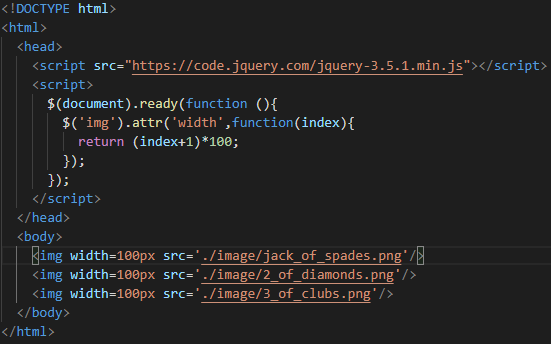 <!DOCTYPE html>
<html>
  <head>
    <script src="https://code.jquery.com/jquery-3.5.1.min.js"></script>
    <script>
      $(document).ready(function (){
        $('img').attr('width',function(index){
          return (index+1)*100;
        });
      });
    </script>
  </head>
  <body>
    <img width=100px src='./image/jack_of_spades.png'/>
    <img width=100px src='./image/2_of_diamonds.png'/>
    <img width=100px src='./image/3_of_clubs.png'/>
  </body>
</html>